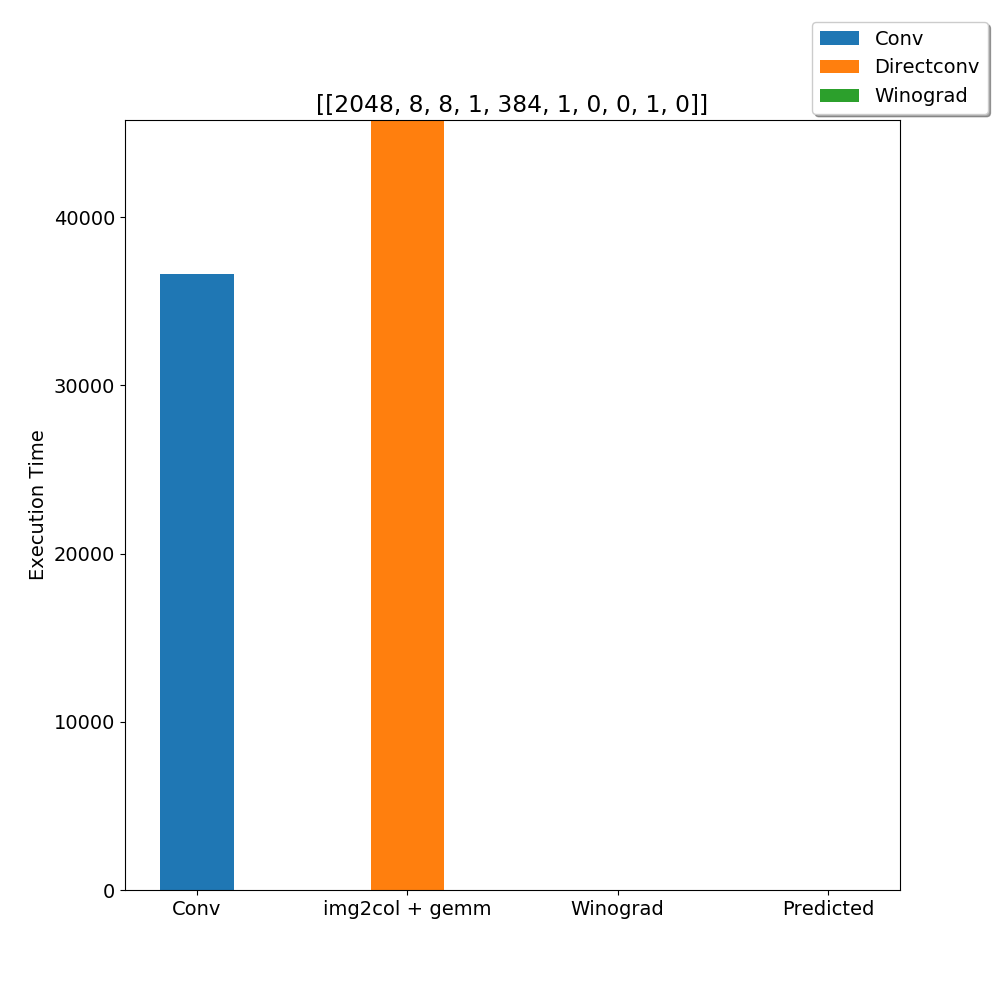 Conv
Directconv
Winograd
[[2048, 8, 8, 1, 384, 1, 0, 0, 1, 0]]
Execution Time
40000
30000
20000
10000
0
Conv
img2col + gemm
Winograd
Predicted